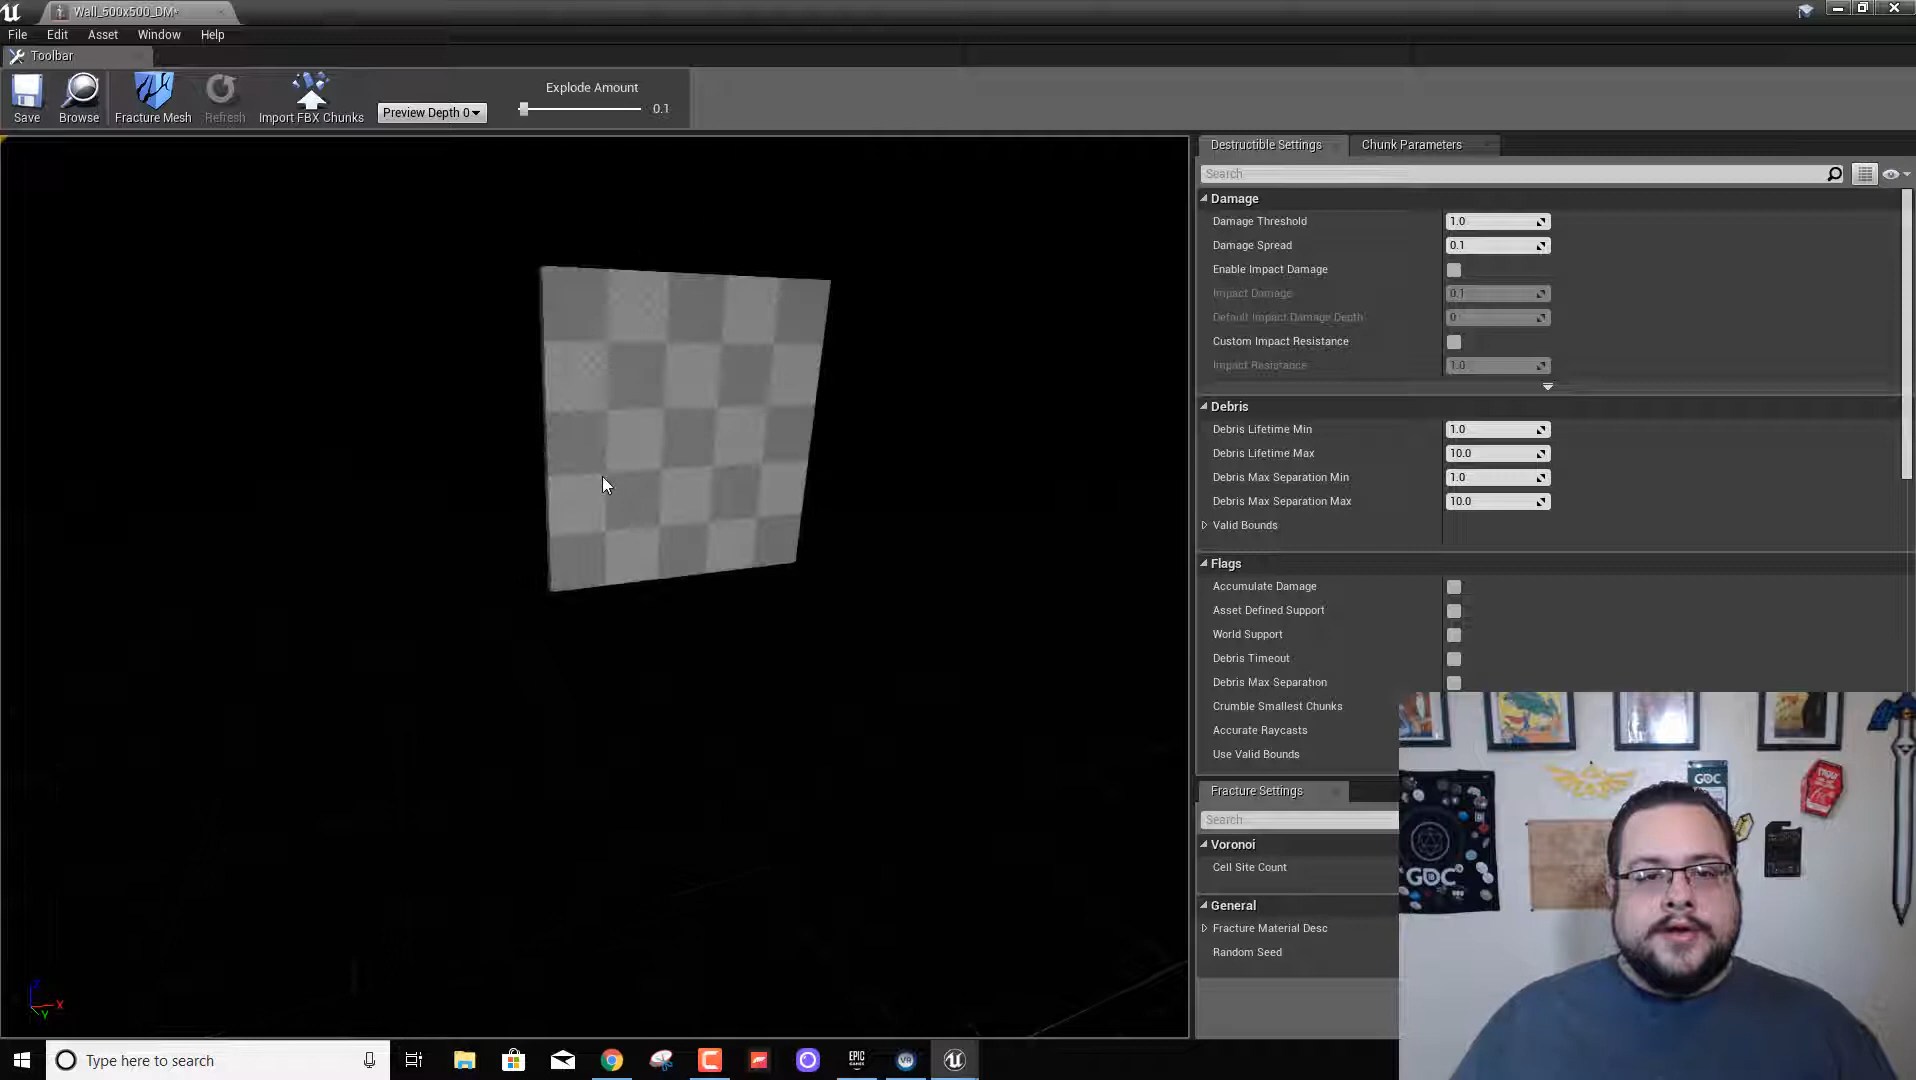 Wall_500x500_DM*
File Edit Asset Window Help
Toolbar
Save Browse Fracture Mesh Refresh Import FBX Chunks Preview Depth 0 Explode Amount 0.1
Destructible Settings Chunk Parameters
Search
Damage
Damage Threshold 1.0
Damage Spread 0.1
Enable Impact Damage
Impact Damage 0.1
Default Impact Damage Depth 0
Custom Impact Resistance
Impact Resistance 1.0
Debris
Debris Lifetime Min 1.0
Debris Lifetime Max 10.0
Debris Max Separation Min 1.0
Debris Max Separation Max 10.0
Valid Bounds
Flags
Accumulate Damage
Asset Defined Support
World Support
Debris Timeout
Debris Max Separation
Crumble Smallest Chunks
Accurate Raycasts
Use Valid Bounds
Fracture Settings
Search
Voronoi
Cell Site Count
General
Fracture Material Desc
Random Seed
GDC
GDC
Z
X
Y
Type here to search
EPIC GAMES
VR